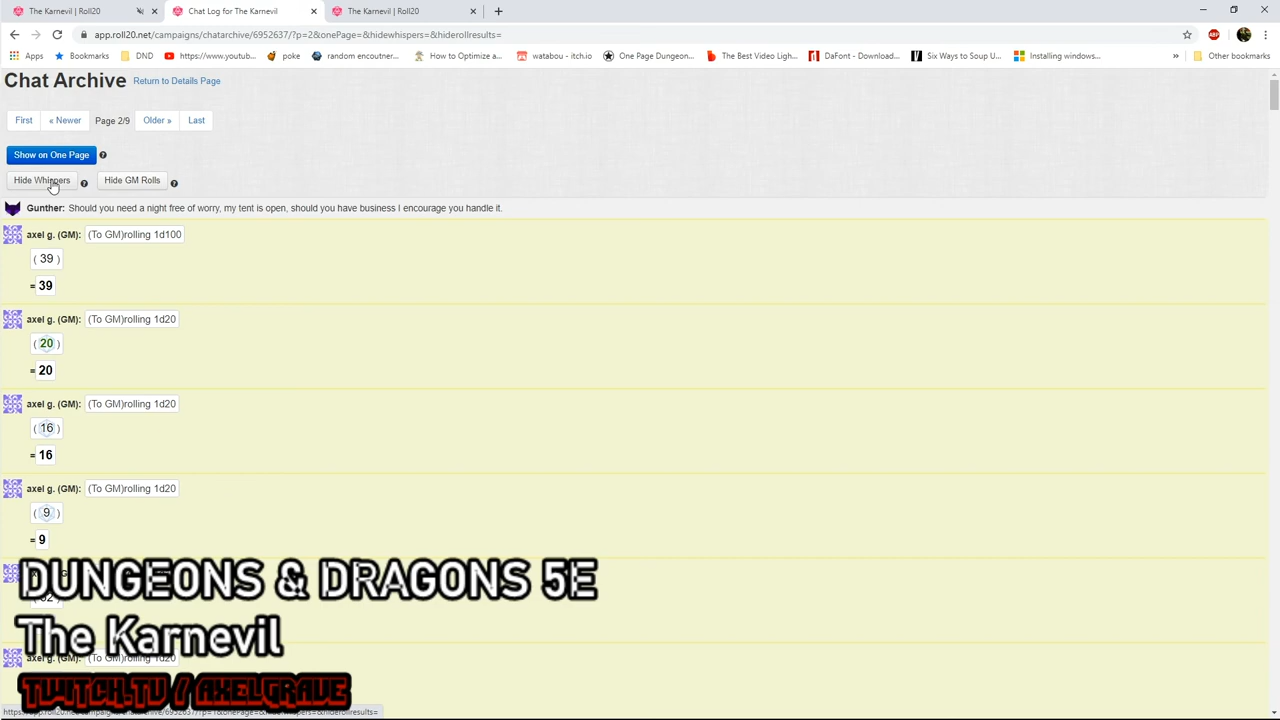 The Karnevil | Roll20
Chat Log for The Karnevil
The Karnevil | Roll20
app.roll20.net/campaigns/chatarchive/6952637/?p=2&onePage=&hidewhispers=&hiderollresults=
Apps Bookmarks DND https://www.youtub... poke random encoutner... How to Optimize a... watabou - itch.io One Page Dungeon... The Best Video Ligh... DaFont - Download... Six Ways to Soup U... Installing windows... » Other bookmarks
Chat Archive Return to Details Page
First « Newer Page 2/9 Older » Last
Show on One Page
Hide Whispers Hide GM Rolls
Gunther: Should you need a night free of worry, my tent is open, should you have business I encourage you handle it.
axel g. (GM): (To GM)rolling 1d100
( 39 )
= 39
axel g. (GM): (To GM)rolling 1d20
( 20 )
= 20
axel g. (GM): (To GM)rolling 1d20
( 16 )
= 16
axel g. (GM): (To GM)rolling 1d20
( 9 )
= 9
DUNGEONS & DRAGONS 5E
The Karnevil
axel g. (GM): (To GM)rolling 1d20
TWITCH.TV / AXELGRAVE